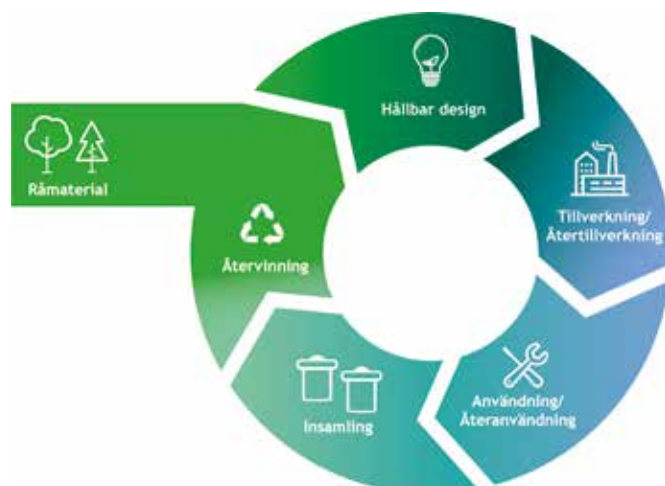 Råmaterial
Hållbar design
Tillverkning/
Återtillverkning
Användning/
Återanvändning
Insamling
Återvinning